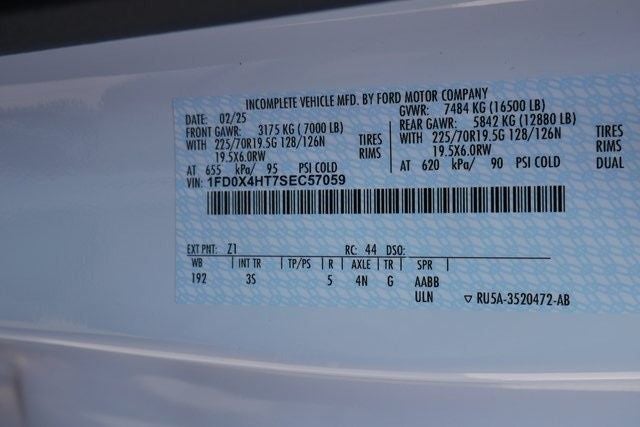 INCOMPLETE VEHICLE MFD. BY FORD MOTOR COMPANY
DATE: 02/25 GVWR: 7484 KG (16500 LB)
FRONT GAWR: 3175 KG (7000 LB) REAR GAWR: 5842 KG (12880 LB)
WITH 225/70R19.5G 128/126N TIRES WITH 225/70R19.5G 128/126N TIRES
19.5X6.0RW RIMS 19.5X6.0RW RIMS
AT 655 kPa/ 95 PSI COLD AT 620 kPa/ 90 PSI COLD DUAL
VIN: 1FD0X4HT7SEC57059
EXT PNT: Z1 RC: 44 DSO:
WB INT TR TP/PS R AXLE TR SPR
192 3S 5 4N G AABB
ULN ▽ RU5A-3520472-AB